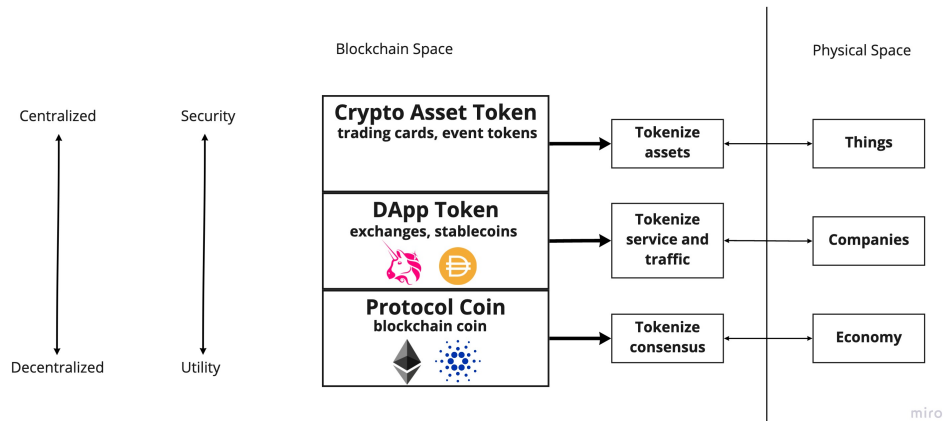 Blockchain Space
Physical Space
Centralized
Security
Crypto Asset Token
trading cards, event tokens
Tokenize
assets
Things
DApp Token
exchanges, stablecoins
Tokenize
service and
traffic
Companies
Protocol Coin
blockchain coin
Tokenize
consensus
Economy
Decentralized
Utility
miro